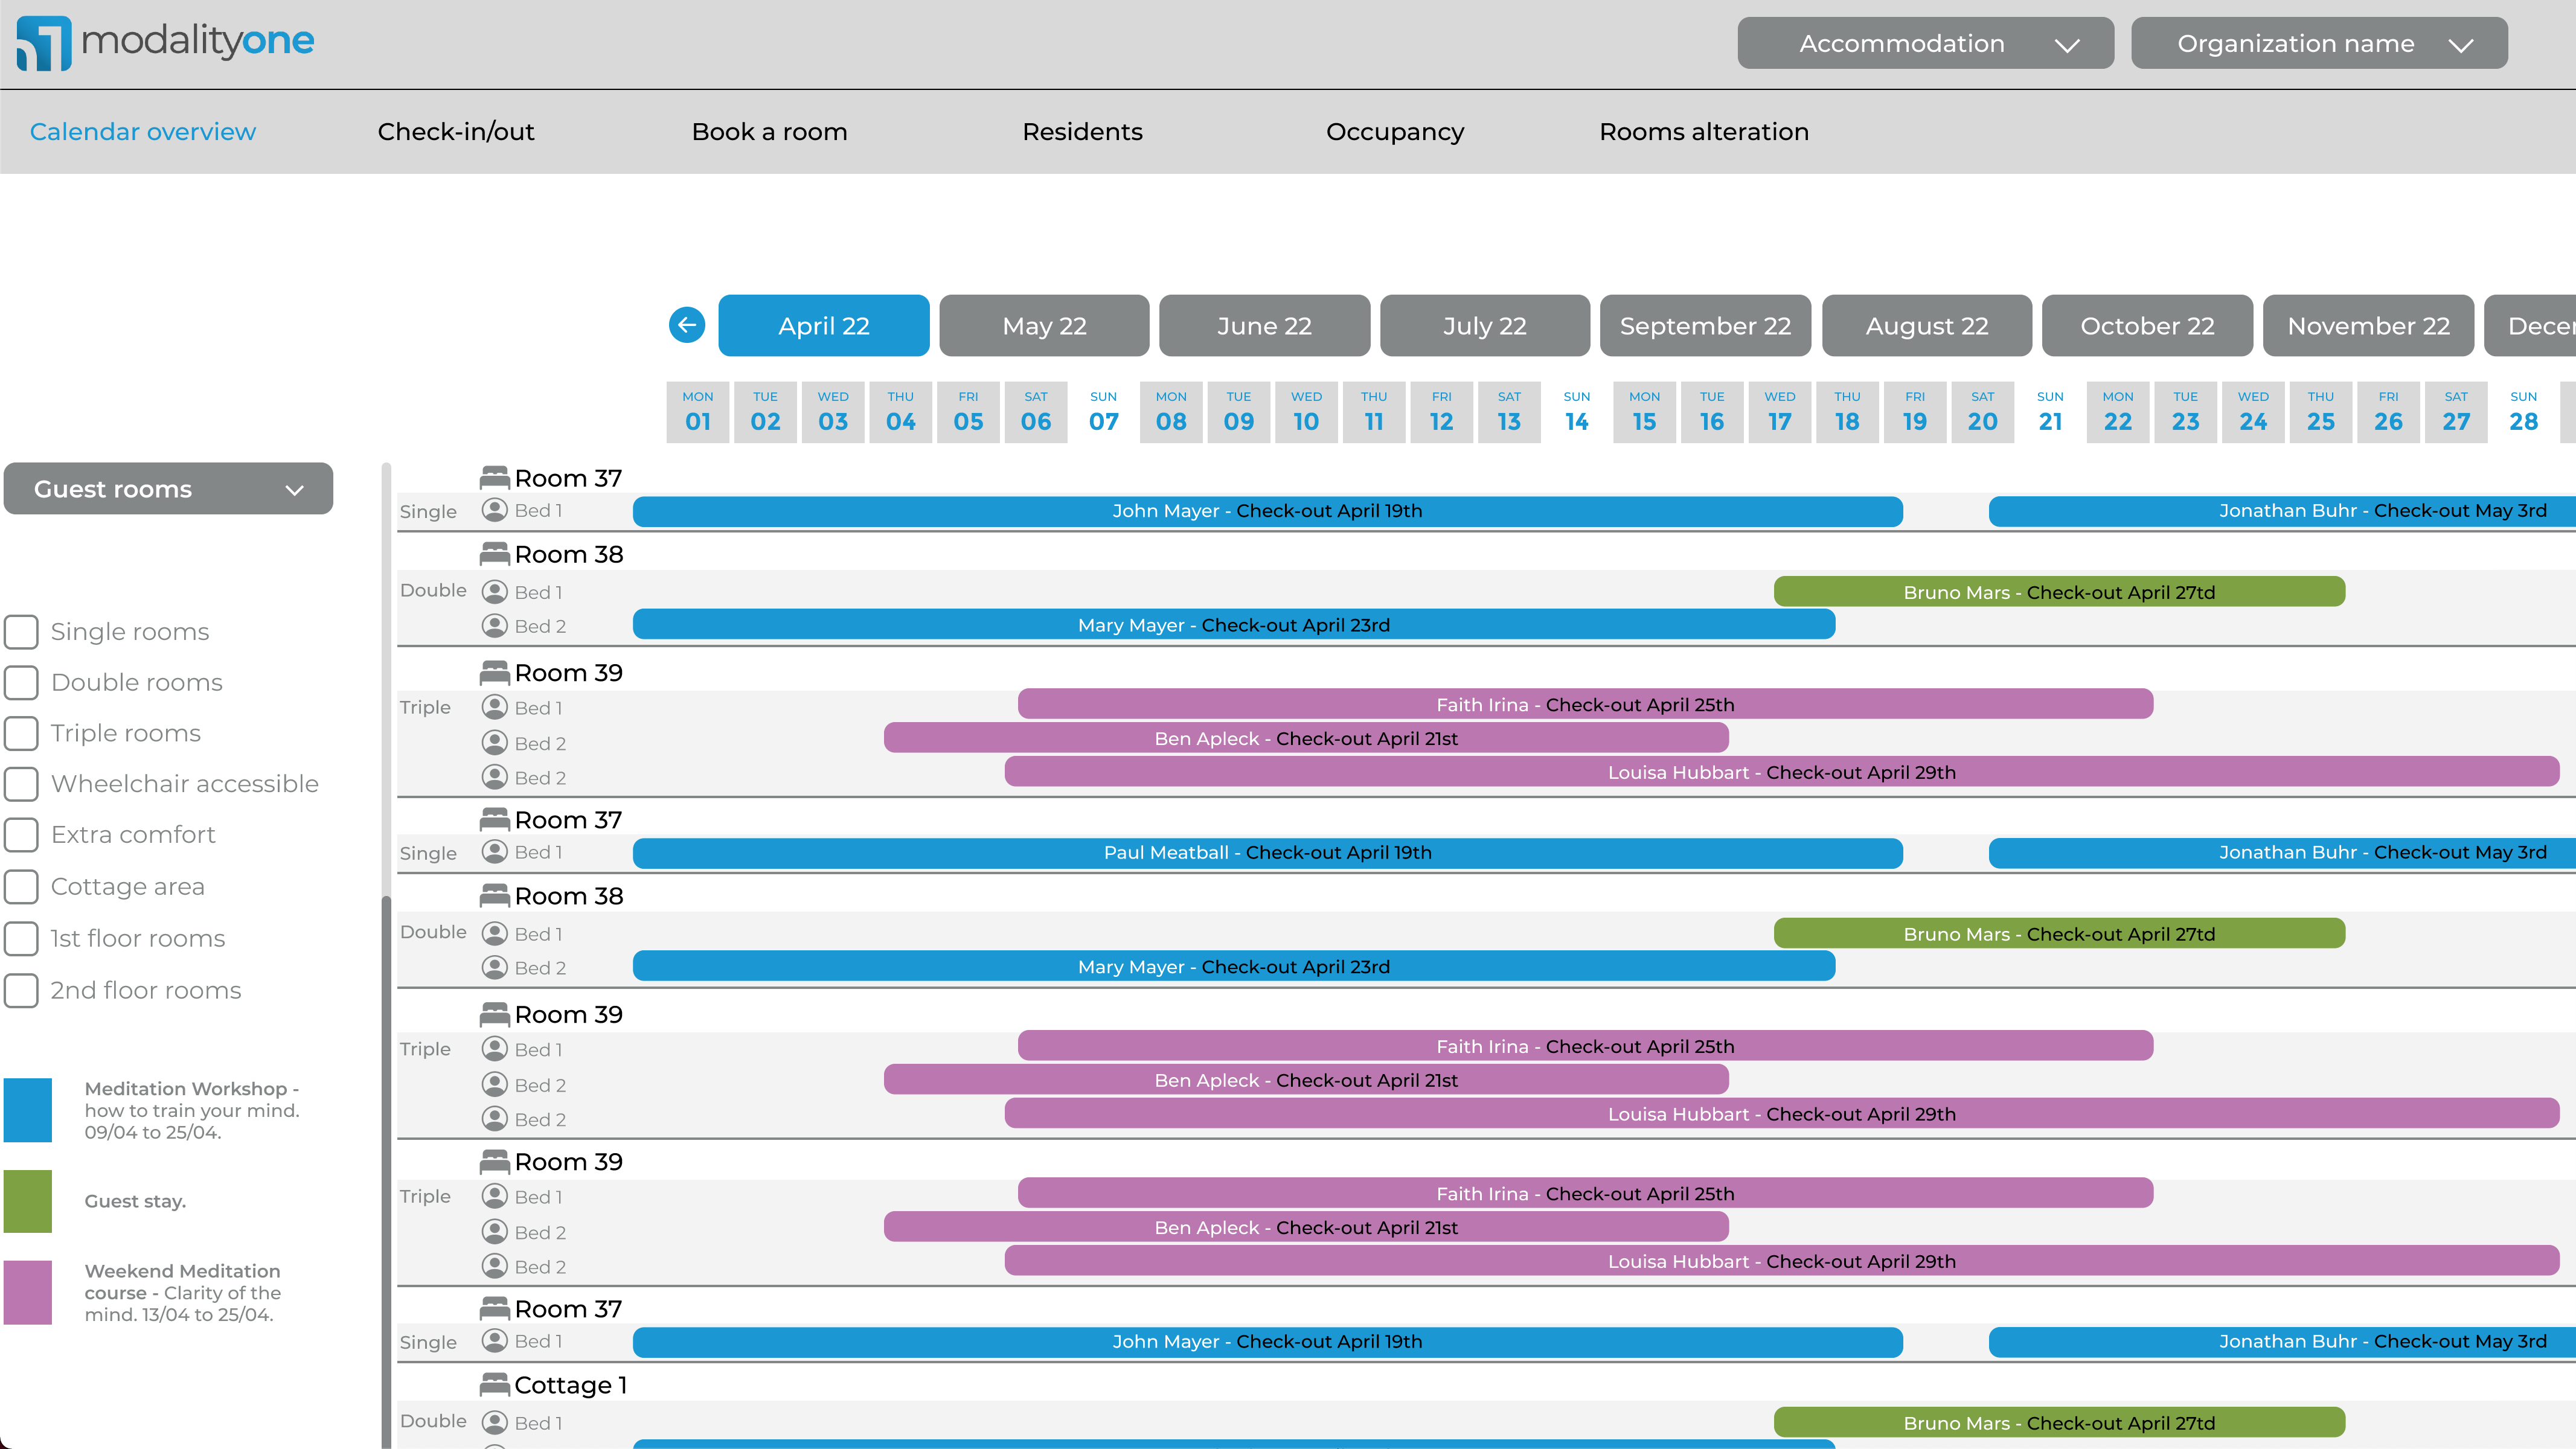 modalityone
Accommodation
Organization name
Calendar overview
Check-in/out
Book a room
Residents
Occupancy
Rooms alteration
April 22
May 22
June 22
July 22
September 22
August 22
October 22
November 22
Decem
MON TUE WED THU FRI SAT SUN MON TUE WED THU FRI SAT SUN MON TUE WED THU FRI SAT SUN MON TUE WED THU FRI SAT SUN
01 02 03 04 05 06 07 08 09 10 11 12 13 14 15 16 17 18 19 20 21 22 23 24 25 26 27 28
Guest rooms
Single rooms
Double rooms
Triple rooms
Wheelchair accessible
Extra comfort
Cottage area
1st floor rooms
2nd floor rooms
Meditation Workshop -
how to train your mind.
09/04 to 25/04.
Guest stay.
Weekend Meditation
course - Clarity of the
mind. 13/04 to 25/04.
Room 37
Single Bed 1 John Mayer - Check-out April 19th Jonathan Buhr - Check-out May 3rd
Room 38
Double Bed 1 Bruno Mars - Check-out April 27td
Bed 2 Mary Mayer - Check-out April 23rd
Room 39
Triple Bed 1 Faith Irina - Check-out April 25th
Bed 2 Ben Apleck - Check-out April 21st
Bed 2 Louisa Hubbart - Check-out April 29th
Room 37
Single Bed 1 Paul Meatball - Check-out April 19th Jonathan Buhr - Check-out May 3rd
Room 38
Double Bed 1 Bruno Mars - Check-out April 27td
Bed 2 Mary Mayer - Check-out April 23rd
Room 39
Triple Bed 1 Faith Irina - Check-out April 25th
Bed 2 Ben Apleck - Check-out April 21st
Bed 2 Louisa Hubbart - Check-out April 29th
Room 39
Triple Bed 1 Faith Irina - Check-out April 25th
Bed 2 Ben Apleck - Check-out April 21st
Bed 2 Louisa Hubbart - Check-out April 29th
Room 37
Single Bed 1 John Mayer - Check-out April 19th Jonathan Buhr - Check-out May 3rd
Cottage 1
Double Bed 1 Bruno Mars - Check-out April 27td